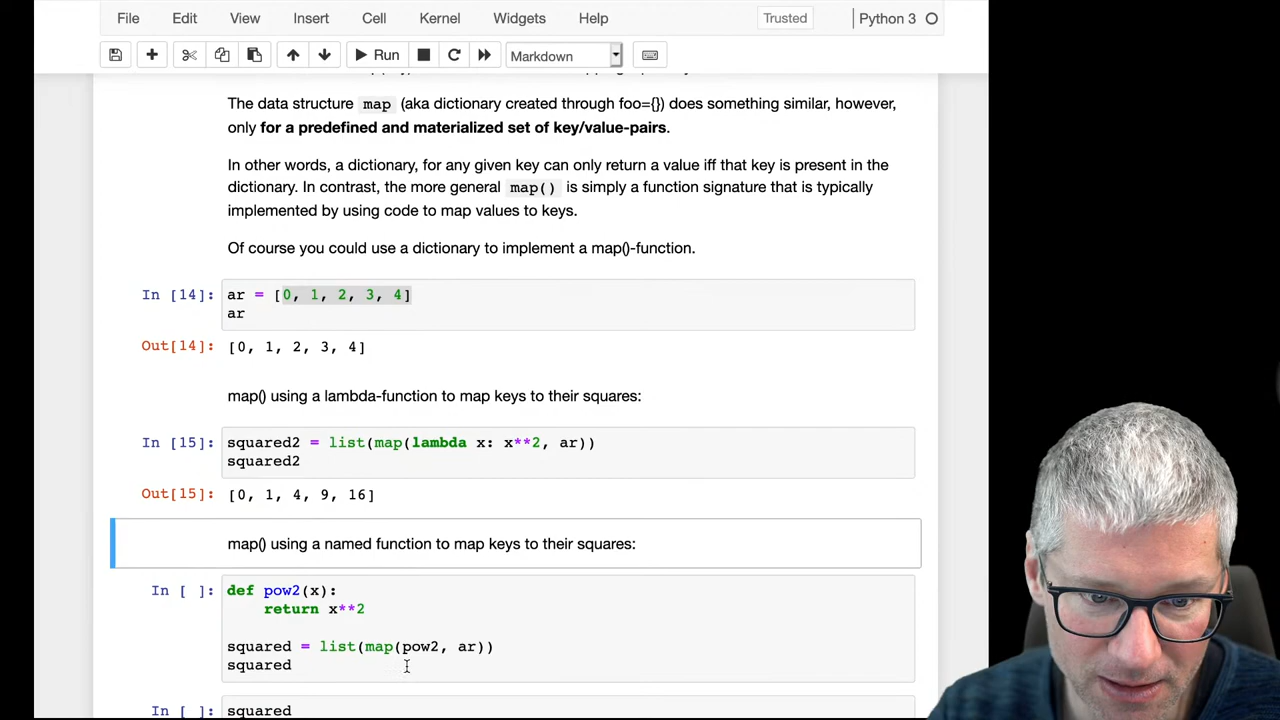 File Edit View Insert Cell Kernel Widgets Help Trusted Python 3
Run Markdown
The data structure map (aka dictionary created through foo={}) does something similar, however,
only for a predefined and materialized set of key/value-pairs.
In other words, a dictionary, for any given key can only return a value iff that key is present in the
dictionary. In contrast, the more general map() is simply a function signature that is typically
implemented by using code to map values to keys.
Of course you could use a dictionary to implement a map()-function.
In [14]: ar = [0, 1, 2, 3, 4]
ar
Out[14]: [0, 1, 2, 3, 4]
map() using a lambda-function to map keys to their squares:
In [15]: squared2 = list(map(lambda x: x**2, ar))
squared2
Out[15]: [0, 1, 4, 9, 16]
map() using a named function to map keys to their squares:
In [ ]: def pow2(x):
return x**2
squared = list(map(pow2, ar))
squared
In [ ]: squared